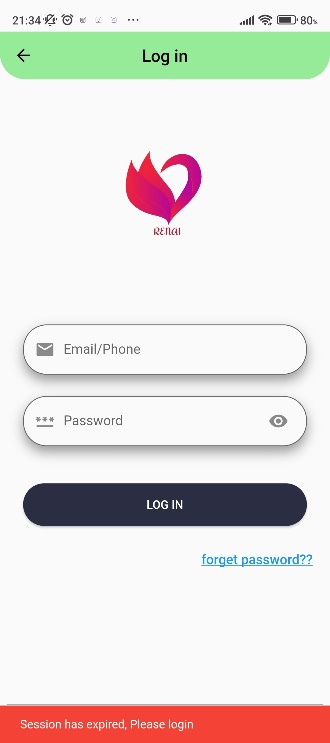 21:34
80%
Log in
RENAI
Email/Phone
Password
LOG IN
forget password??
Session has expired, Please login